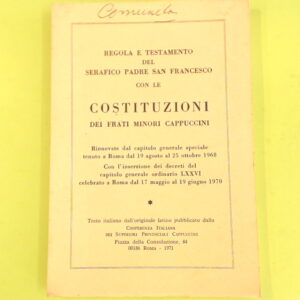 Comunità
REGOLA E TESTAMENTO
DEL
SERAFICO PADRE SAN FRANCESCO
CON LE
COSTITUZIONI
DEI FRATI MINORI CAPPUCCINI
Rinnovate dal capitolo generale speciale
tenuto a Roma dal 19 agosto al 25 ottobre 1968
Con l'inserzione dei decreti del
capitolo generale ordinario LXXVI
celebrato a Roma dal 17 maggio al 19 giugno 1970
*
Testo italiano dall'originale latino pubblicato dalla
CONFERENZA ITALIANA
DEI SUPERIORI PROVINCIALI CAPPUCCINI
Piazza della Consolazione, 84
00186 Roma - 1971